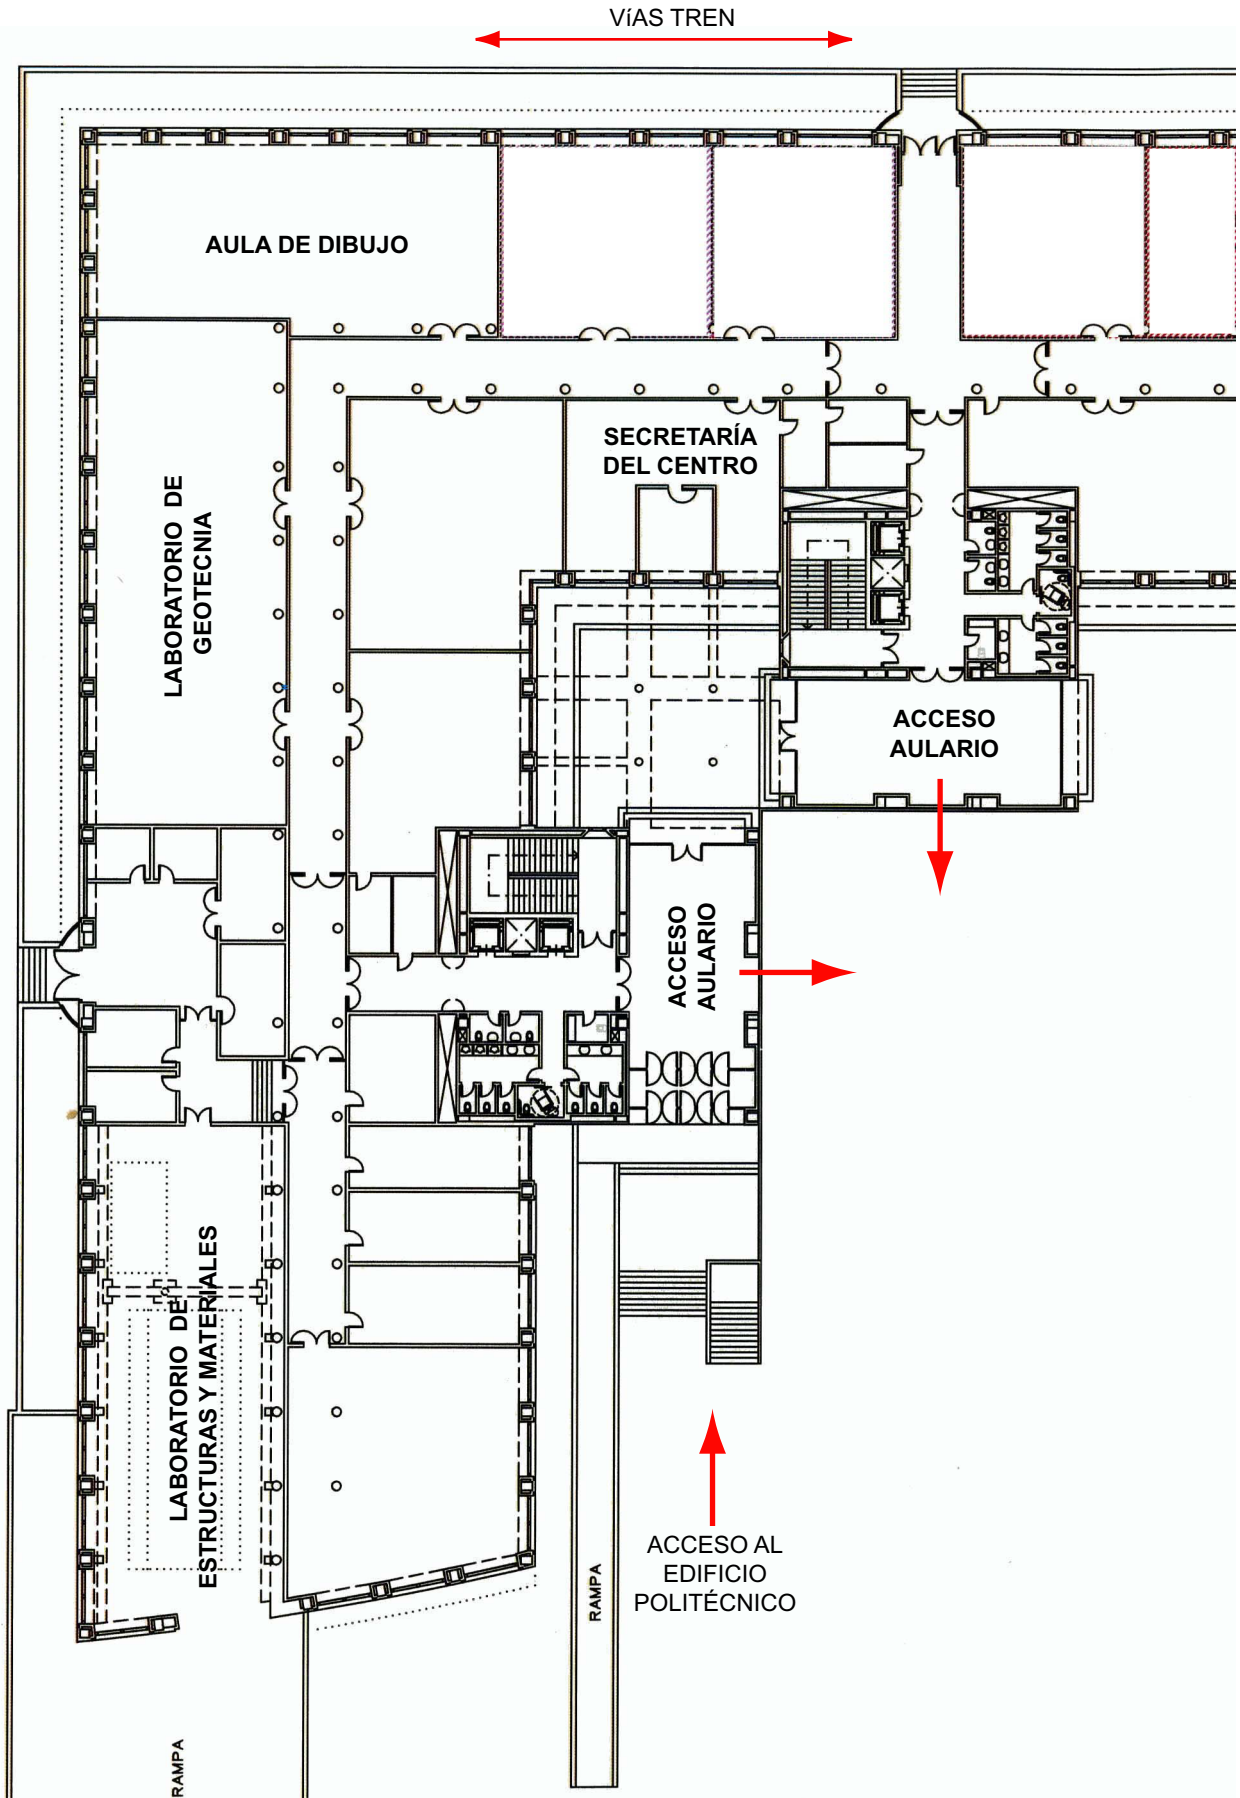 VíAS TREN
AULA DE DIBUJO
SECRETARÍA
DEL CENTRO
LABORATORIO DE
GEOTECNIA
ACCESO
AULARIO
ACCESO
AULARIO
LABORATORIO DE
ESTRUCTURAS Y MATERIALES
ACCESO AL
EDIFICIO
POLITÉCNICO
RAMPA
RAMPA